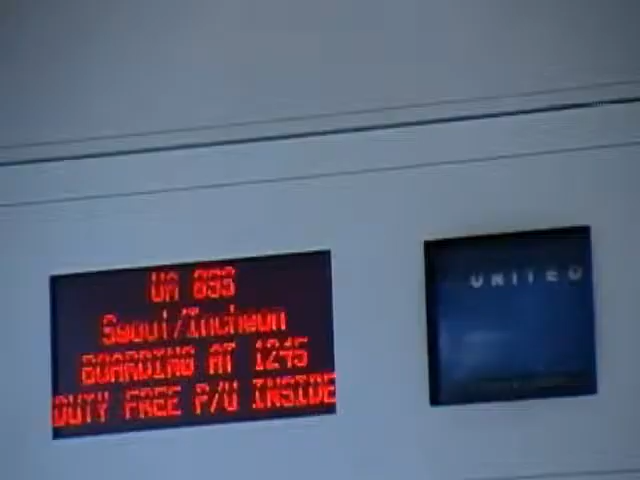 UA 893
Seoul/Incheon
BOARDING AT 1245
DUTY FREE P/U INSIDE
UNITED